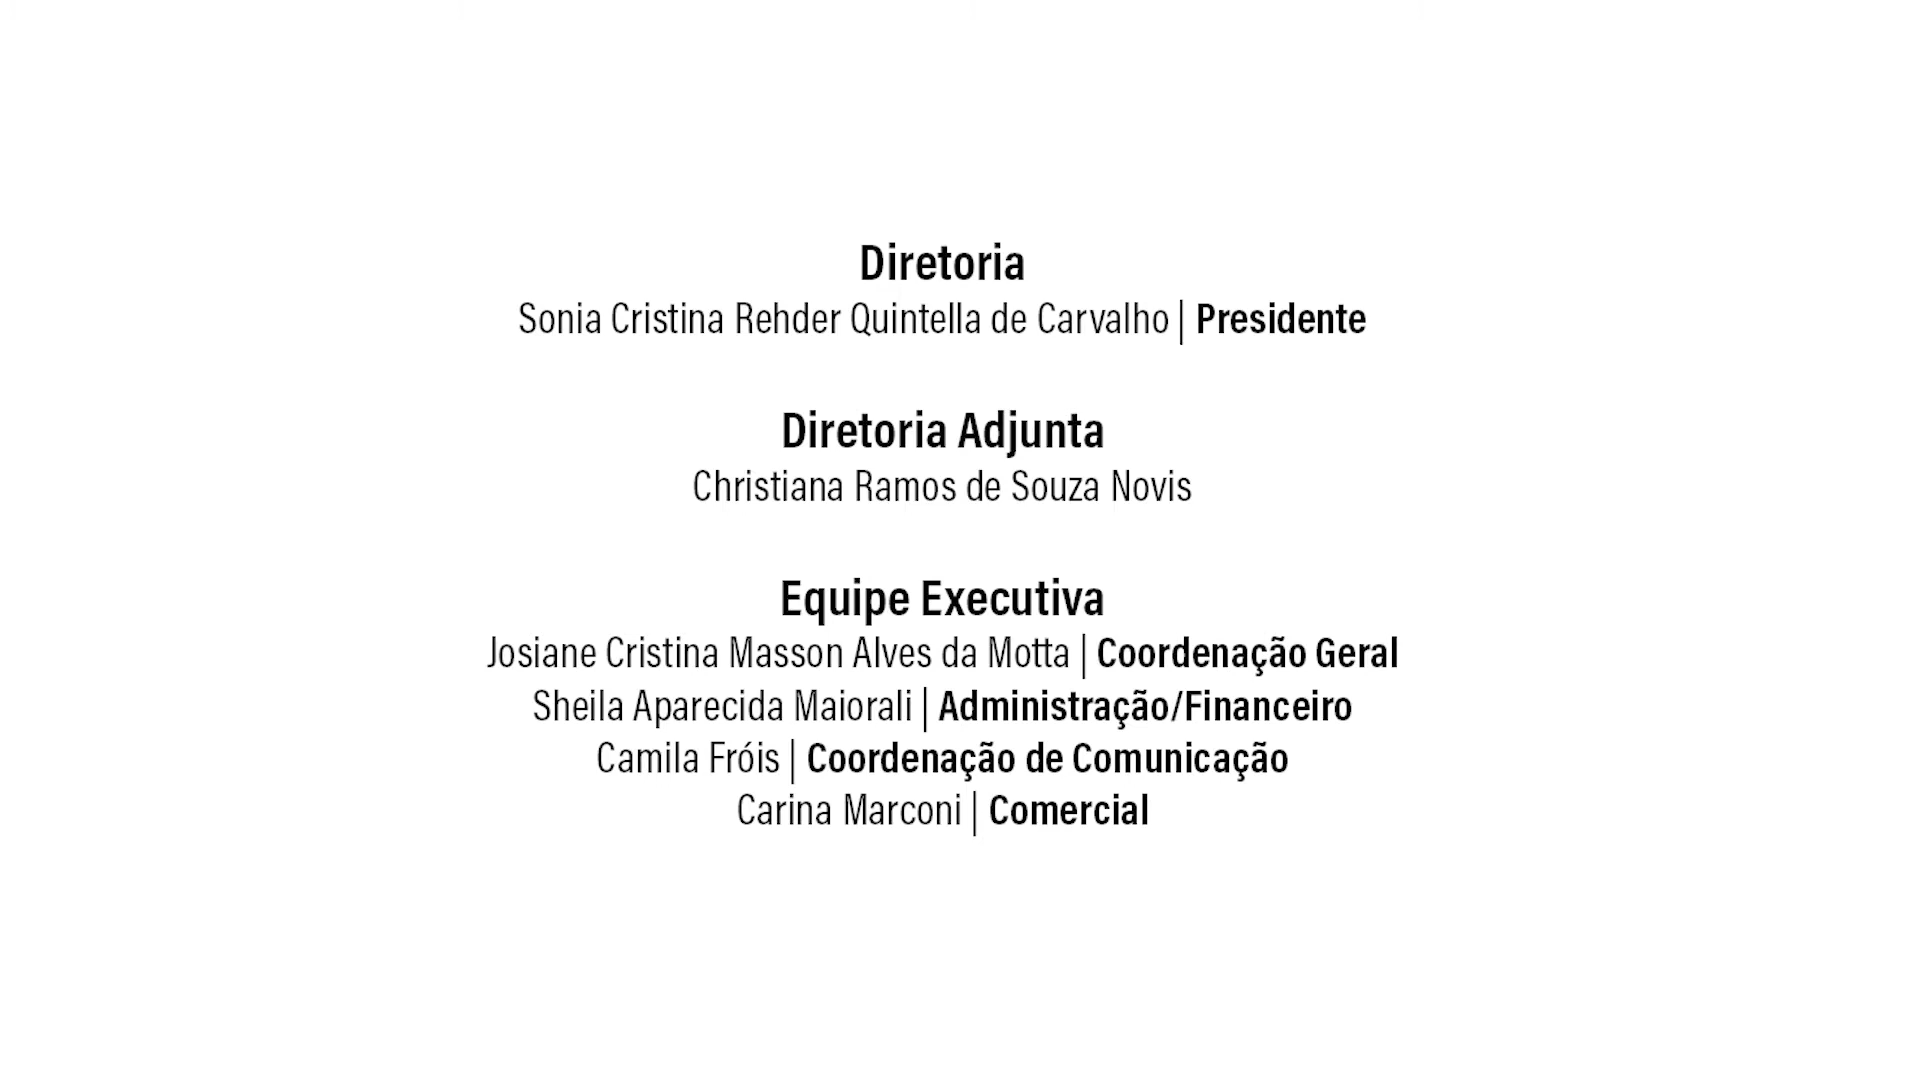 Diretoria
Sonia Cristina Rehder Quintella de Carvalho | Presidente
Diretoria Adjunta
Christiana Ramos de Souza Novis
Equipe Executiva
Josiane Cristina Masson Alves da Motta | Coordenação Geral
Sheila Aparecida Maiorali | Administração/Financeiro
Camila Fróis | Coordenação de Comunicação
Carina Marconi | Comercial